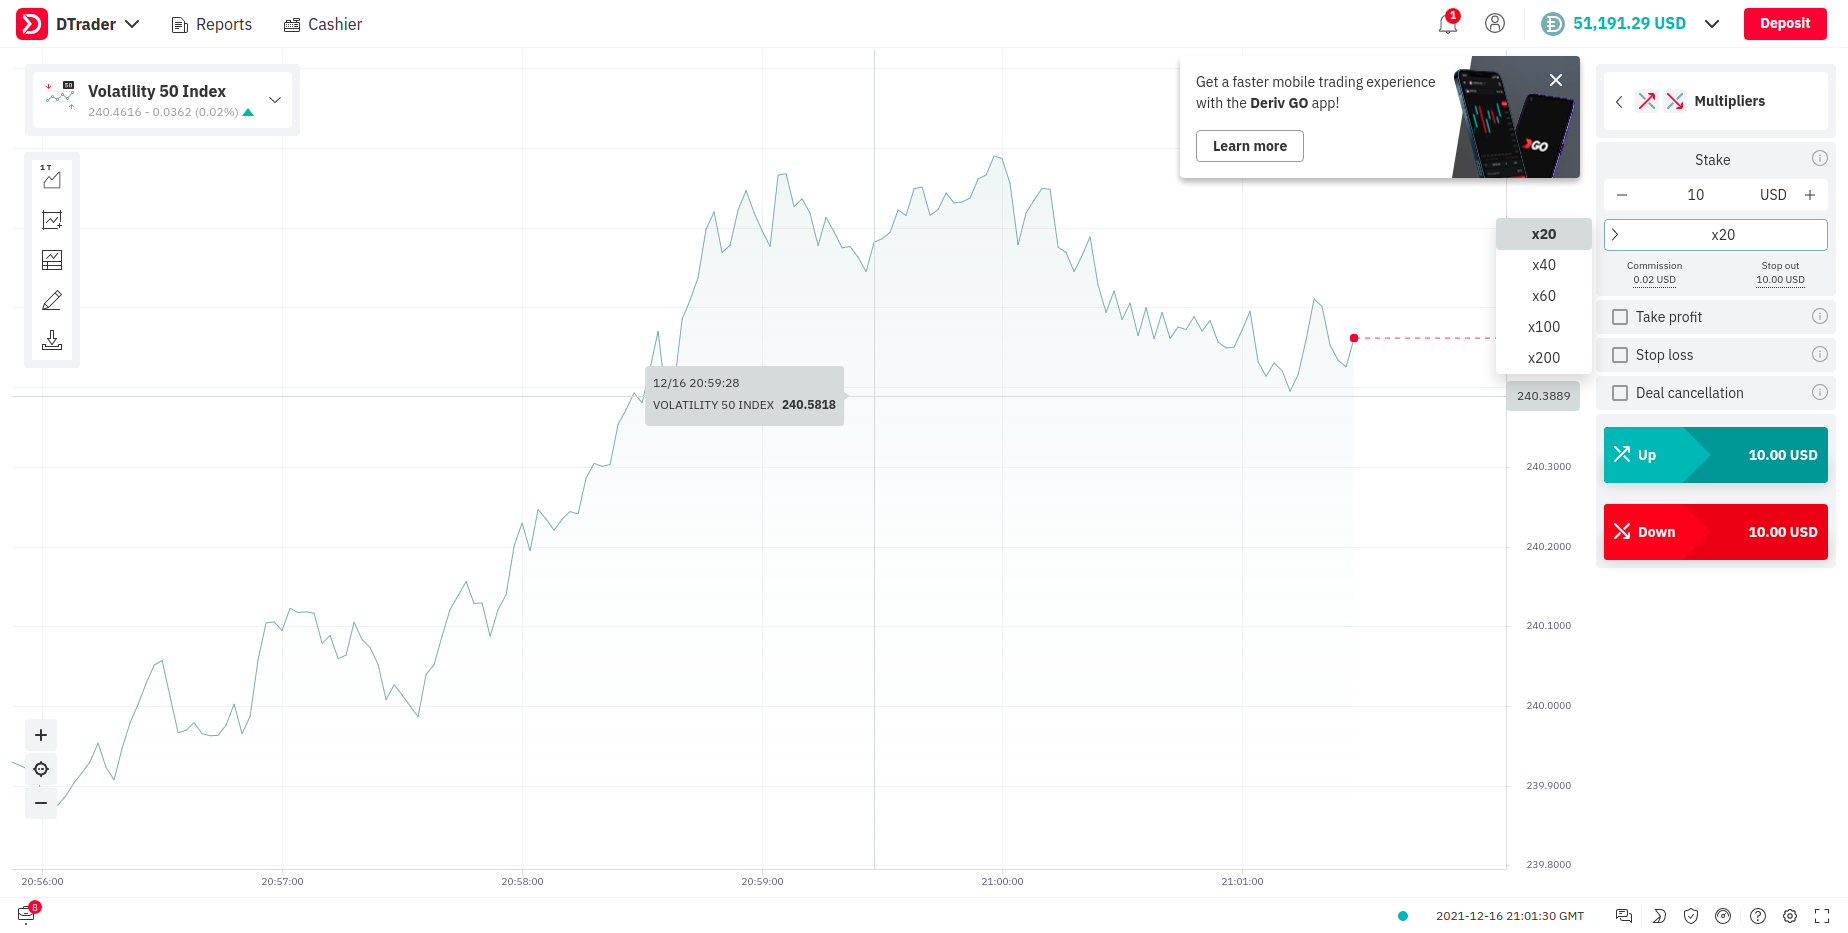 DTrader
Reports
Cashier
1
51,191.29 USD
Deposit
50
Volatility 50 Index
240.4616 - 0.0362 (0.02%)
1T
Get a faster mobile trading experience
with the Deriv GO app!
Learn more
GO
Multipliers
Stake
10 USD
x20
Commission
0.02 USD
Stop out
10.00 USD
Take profit
Stop loss
Deal cancellation
Up
10.00 USD
Down
10.00 USD
x20
x40
x60
x100
x200
12/16 20:59:28
VOLATILITY 50 INDEX 240.5818
240.3889
240.3000
240.2000
240.1000
240.0000
239.9000
239.8000
20:56:00
20:57:00
20:58:00
20:59:00
21:00:00
21:01:00
8
2021-12-16 21:01:30 GMT